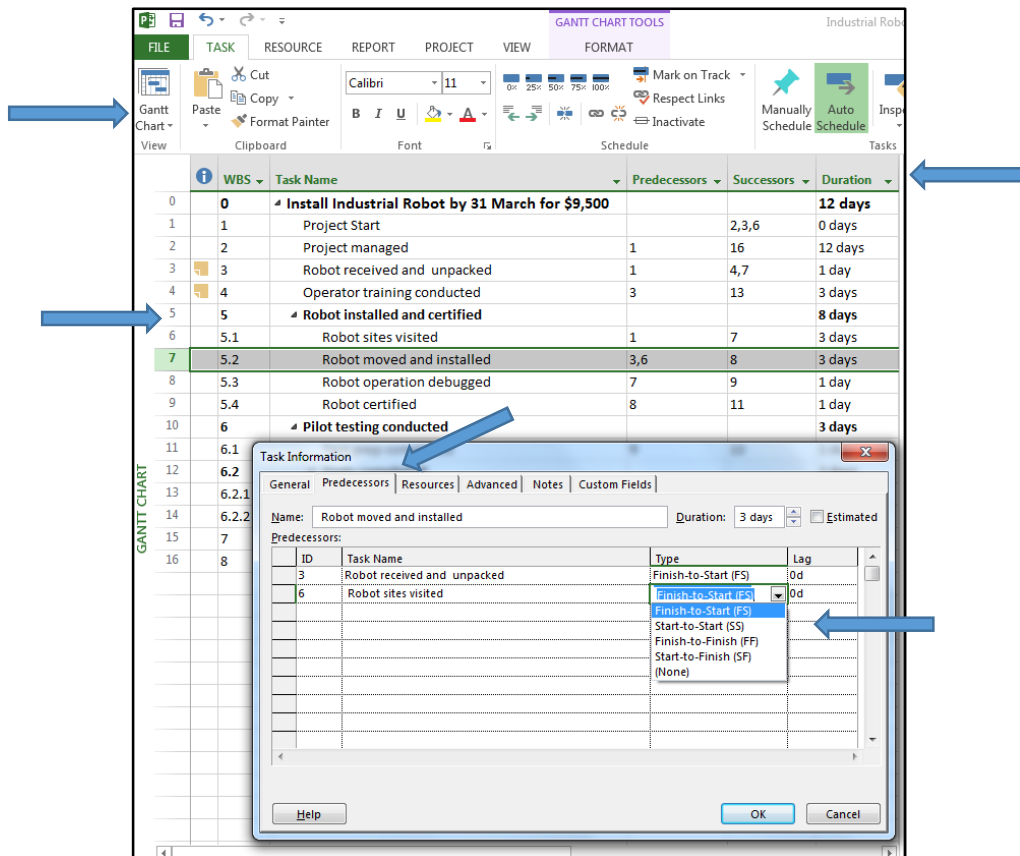 GANTT CHART TOOLS Industrial Robo
FILE TASK RESOURCE REPORT PROJECT VIEW FORMAT
Gantt Chart
View
Paste
Cut
Copy
Format Painter
Clipboard
Calibri 11
B I U A
Font
0% 25% 50% 75% 100%
Mark on Track
Respect Links
Inactivate
Schedule
Manually Schedule
Auto Schedule
Inspe
Tasks
WBS Task Name Predecessors Successors Duration
0 0 Install Industrial Robot by 31 March for $9,500 12 days
1 1 Project Start 2,3,6 0 days
2 2 Project managed 1 16 12 days
3 3 Robot received and unpacked 1 4,7 1 day
4 4 Operator training conducted 3 13 3 days
5 5 Robot installed and certified 8 days
6 5.1 Robot sites visited 1 7 3 days
7 5.2 Robot moved and installed 3,6 8 3 days
8 5.3 Robot operation debugged 7 9 1 day
9 5.4 Robot certified 8 11 1 day
10 6 Pilot testing conducted 3 days
11 6.1
12 6.2
13 6.2.1
14 6.2.2
15 7
16 8
GANTT CHART
Task Information
General Predecessors Resources Advanced Notes Custom Fields
Name: Robot moved and installed Duration: 3 days Estimated
Predecessors:
ID Task Name Type Lag
3 Robot received and unpacked Finish-to-Start (FS) 0d
6 Robot sites visited Finish-to-Start (FS) 0d
Finish-to-Start (FS)
Start-to-Start (SS)
Finish-to-Finish (FF)
Start-to-Finish (SF)
(None)
Help OK Cancel